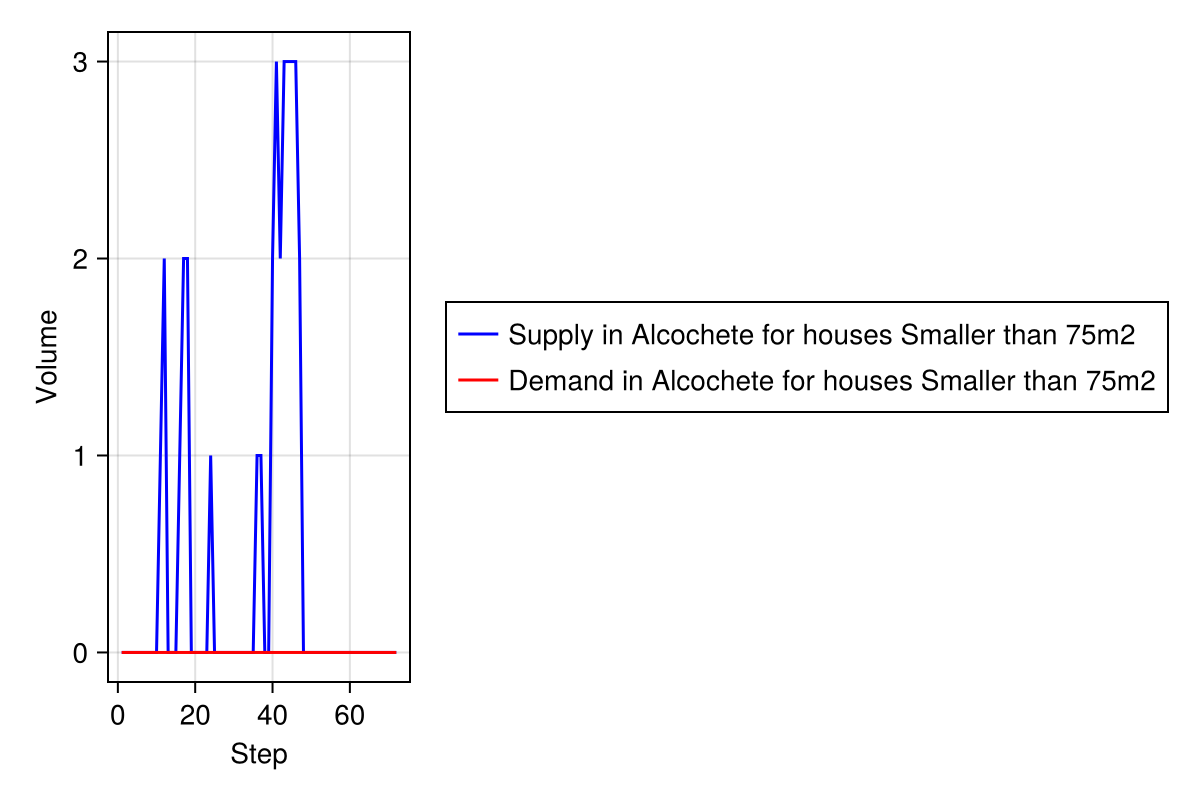 3
2
1
0
Volume
0 20 40 60
Step
Supply in Alcochete for houses Smaller than 75m2
Demand in Alcochete for houses Smaller than 75m2